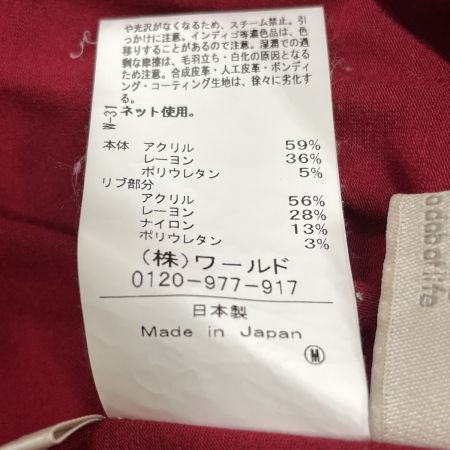 や光沢がなくなるため、スチーム禁止。引
っかけに注意。インディゴ等濃色品は、色
移りすることがあるので注意。湿潤での過
剰な摩擦は、毛羽立ち・白化の原因となる
ため注意。合成皮革・人工皮革・ボンディ
ング・コーティング生地は、徐々に劣化す
る。
ネット使用。
W-31
本体 アクリル 59%
レーヨン 36%
ポリウレタン 5%
リブ部分
アクリル 56%
レーヨン 28%
ナイロン 13%
ポリウレタン 3%
(株)ワールド
0120-977-917
日本製
Made in Japan
M